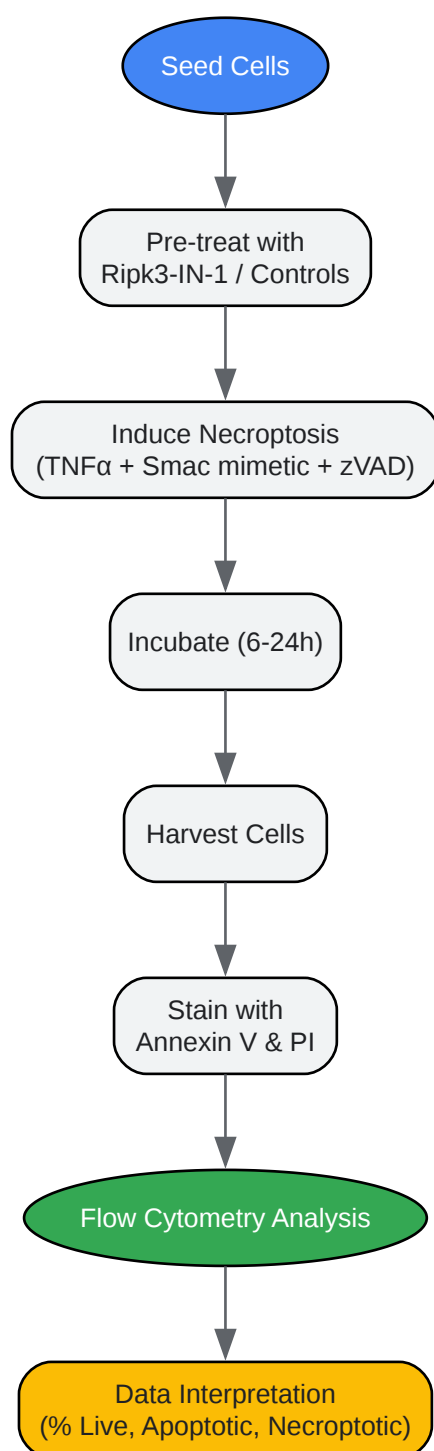 Seed Cells
Pre-treat with
Ripk3-IN-1 / Controls
Induce Necroptosis
(TNFα + Smac mimetic + zVAD)
Incubate (6-24h)
Harvest Cells
Stain with
Annexin V & PI
Flow Cytometry Analysis
Data Interpretation
(% Live, Apoptotic, Necroptotic)